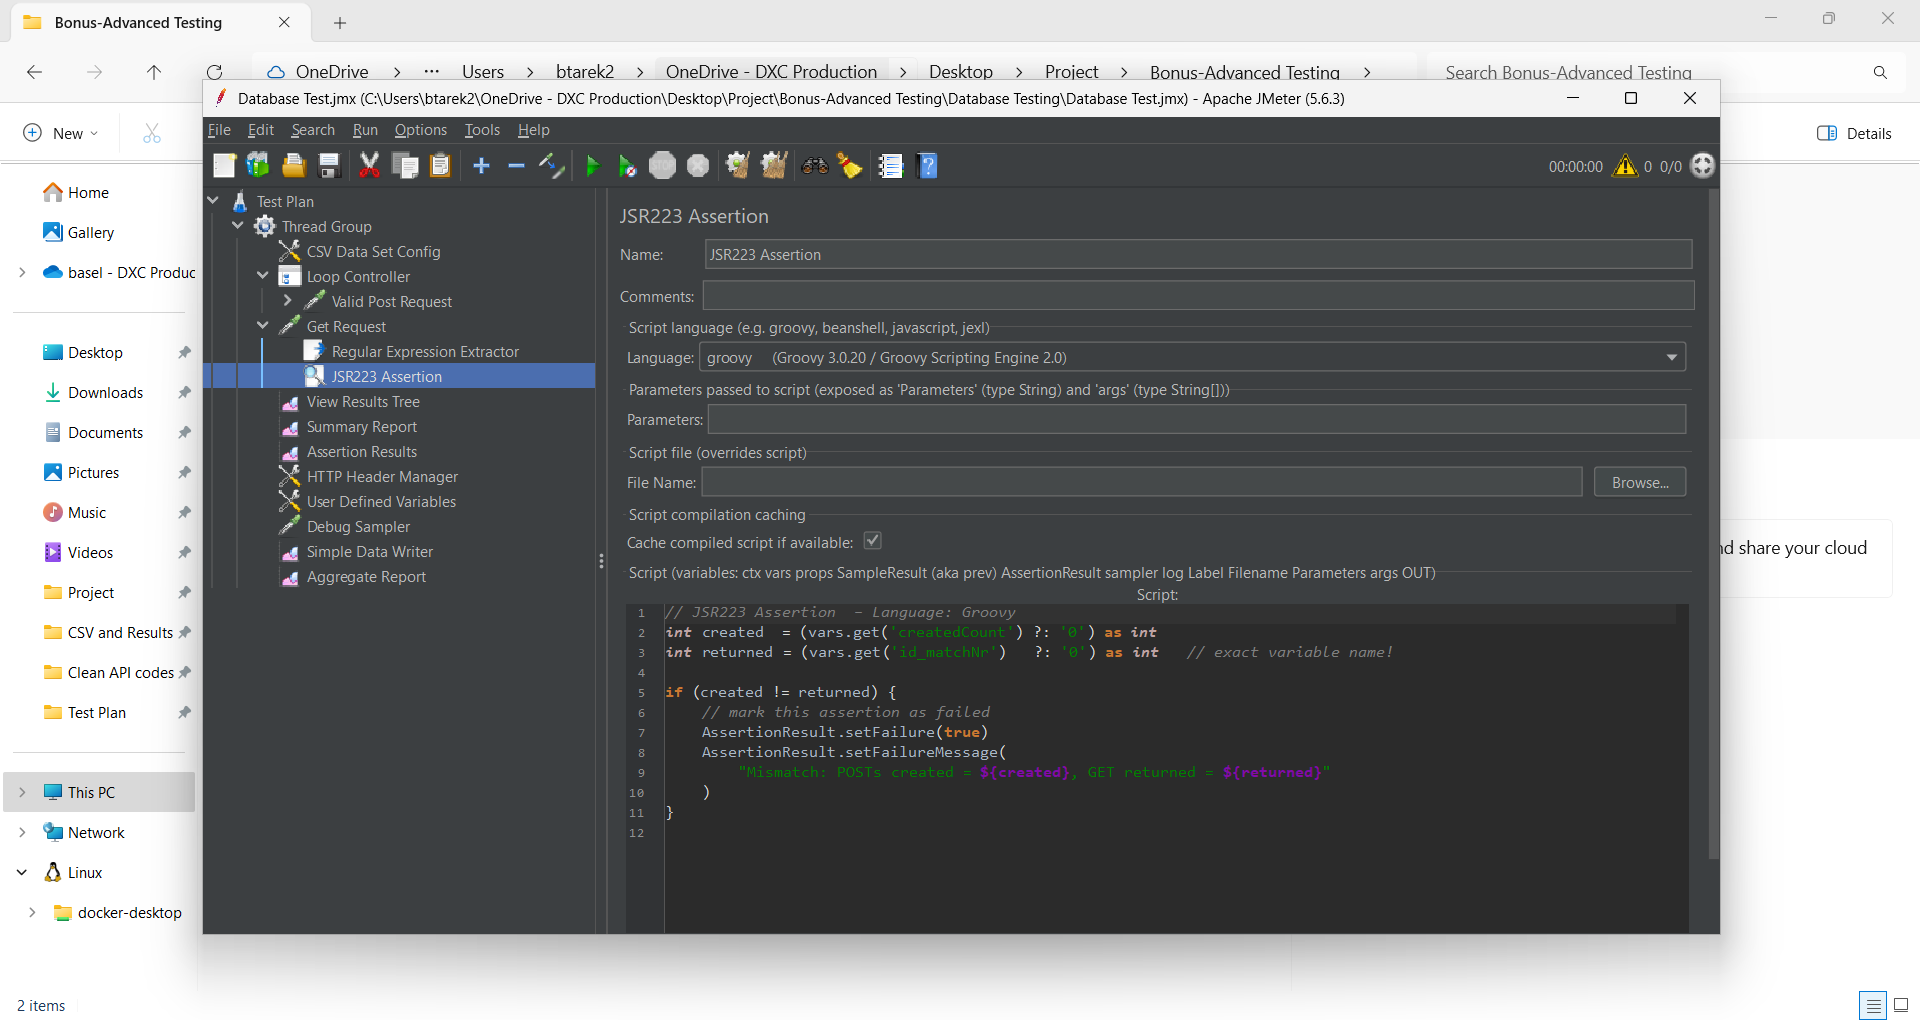 Bonus-Advanced Testing
OneDrive > ... Users > btarek2 > OneDrive - DXC Production > Desktop > Project > Bonus-Advanced Testing >
Search Bonus-Advanced Testing
New
Details
Home
Gallery
basel - DXC Produc
Desktop
Downloads
Documents
Pictures
Music
Videos
Project
CSV and Results
Clean API codes
Test Plan
This PC
Network
Linux
docker-desktop
2 items
nd share your cloud
Database Test.jmx (C:\Users\btarek2\OneDrive - DXC Production\Desktop\Project\Bonus-Advanced Testing\Database Testing\Database Test.jmx) - Apache JMeter (5.6.3)
File Edit Search Run Options Tools Help
STOP
00:00:00 0 0/0
Test Plan
Thread Group
CSV Data Set Config
Loop Controller
Valid Post Request
Get Request
Regular Expression Extractor
JSR223 Assertion
View Results Tree
Summary Report
Assertion Results
HTTP Header Manager
User Defined Variables
Debug Sampler
Simple Data Writer
Aggregate Report
JSR223 Assertion
Name: JSR223 Assertion
Comments:
Script language (e.g. groovy, beanshell, javascript, jexl)
Language: groovy (Groovy 3.0.20 / Groovy Scripting Engine 2.0)
Parameters passed to script (exposed as 'Parameters' (type String) and 'args' (type String[]))
Parameters:
Script file (overrides script)
File Name:
Browse...
Script compilation caching
Cache compiled script if available:
Script (variables: ctx vars props SampleResult (aka prev) AssertionResult sampler log Label Filename Parameters args OUT)
Script:
1 // JSR223 Assertion – Language: Groovy
2 int created = (vars.get('createdCount') ?: '0') as int
3 int returned = (vars.get('id_matchNr') ?: '0') as int // exact variable name!
4
5 if (created != returned) {
6 // mark this assertion as failed
7 AssertionResult.setFailure(true)
8 AssertionResult.setFailureMessage(
9 "Mismatch: POSTs created = ${created}, GET returned = ${returned}"
10 )
11 }
12